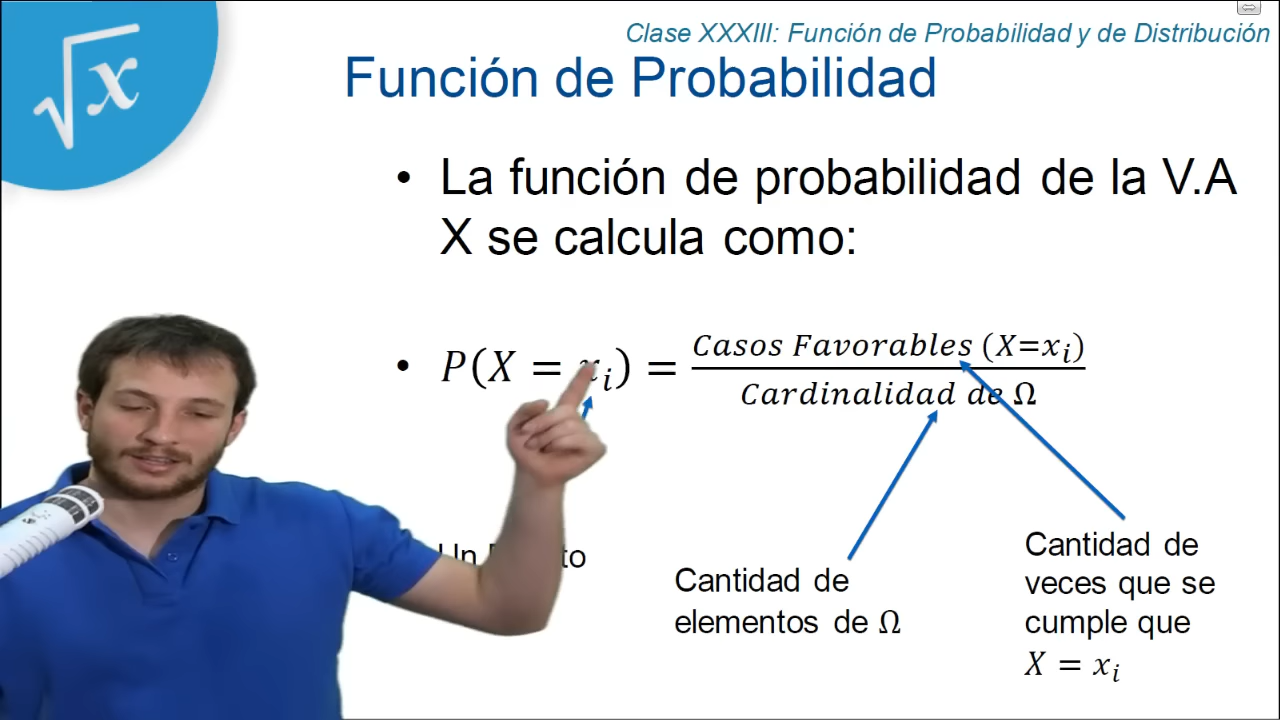 √x
Clase XXXIII: Función de Probabilidad y de Distribución
Función de Probabilidad
• La función de probabilidad de la V.A
X se calcula como:
• P(X = xᵢ) = Casos Favorables (X=xᵢ) / Cardinalidad de Ω
Un
Cantidad de
elementos de Ω
Cantidad de
veces que se
cumple que
X = xᵢ